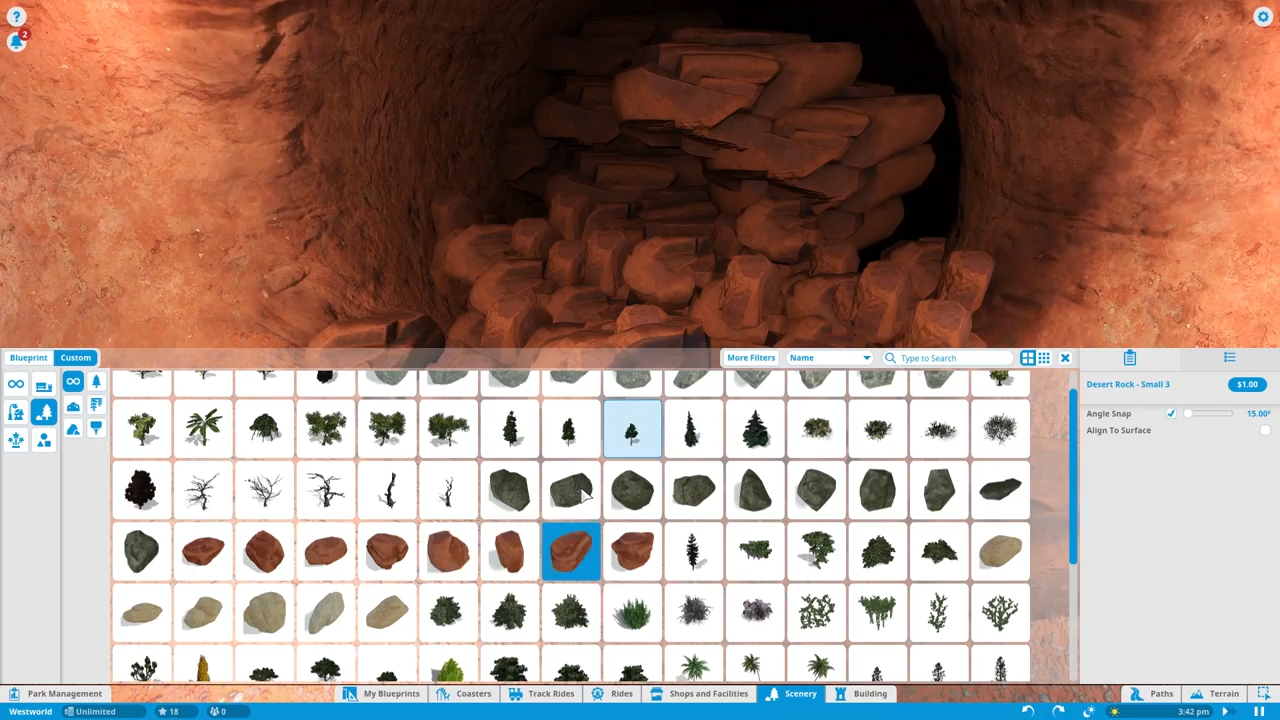 ?
2
Blueprint
Custom
More Filters
Name
Type to Search
Desert Rock - Small 3
$1.00
Angle Snap
15.00°
Align To Surface
Park Management
My Blueprints
Coasters
Track Rides
Rides
Shops and Facilities
Scenery
Building
Paths
Terrain
Westworld
Unlimited
18
0
3:42 pm